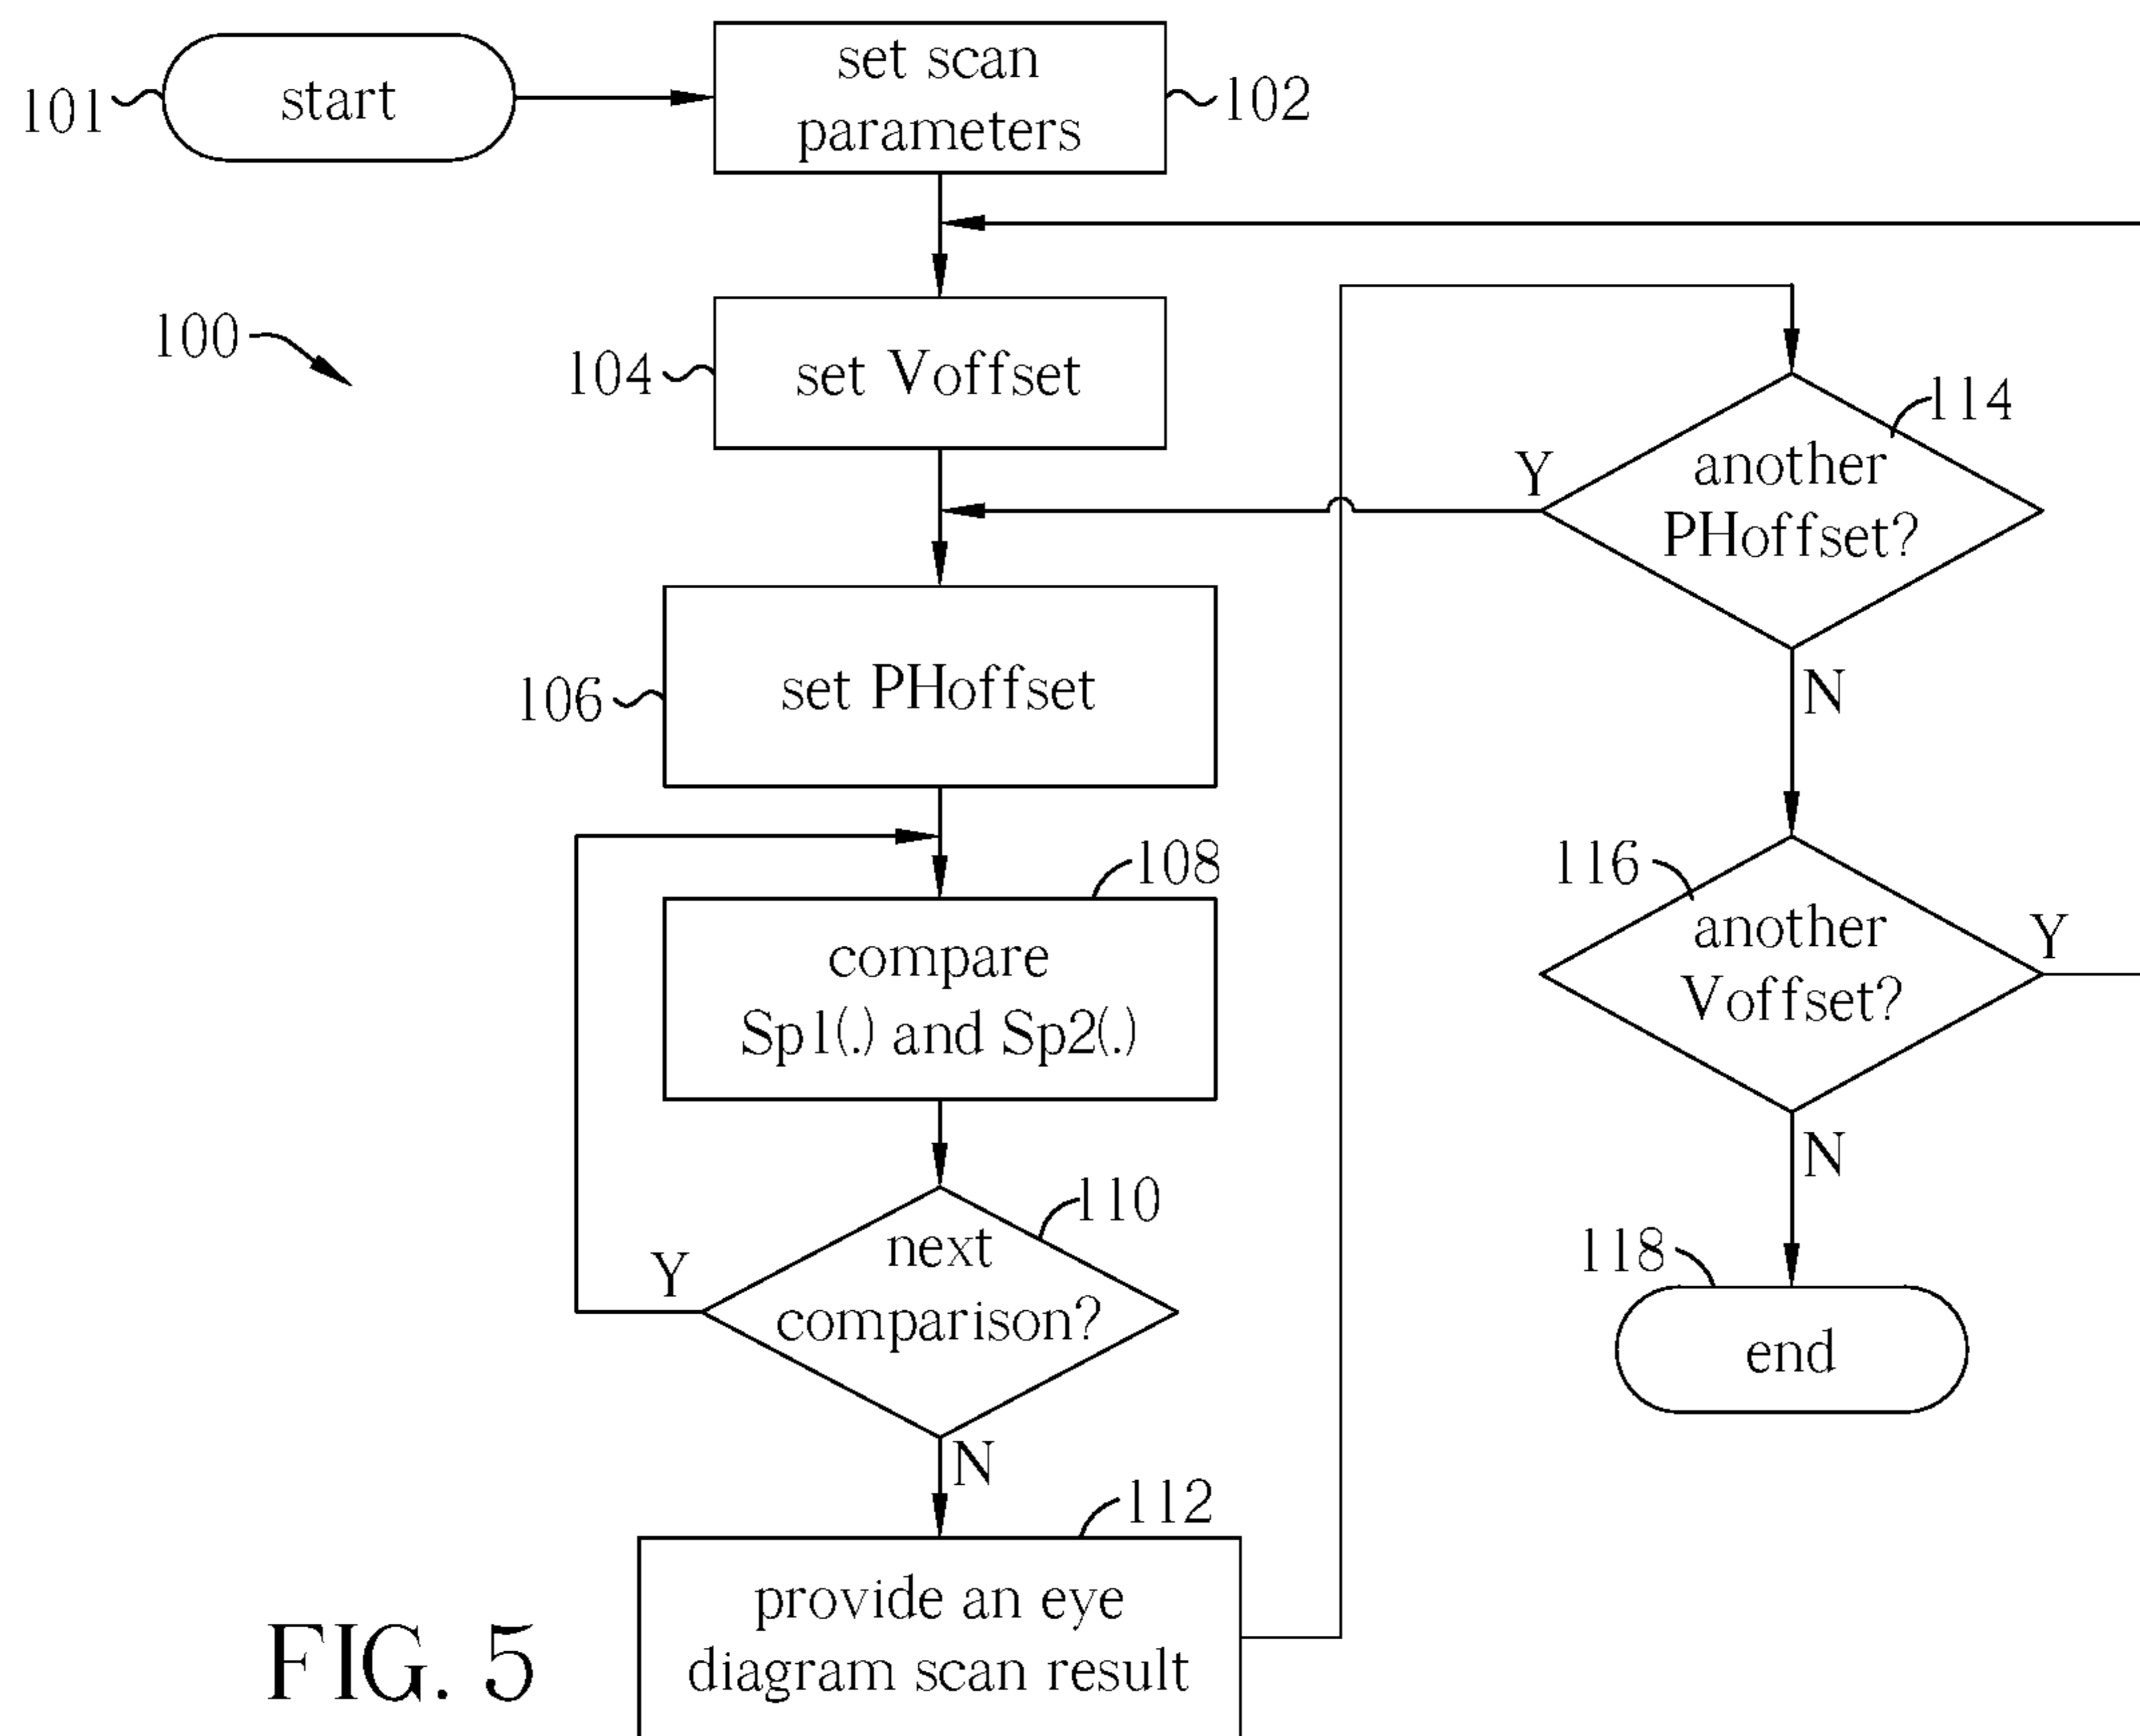 101
start
set scan
parameters
102
100
104
set Voffset
106
set PHoffset
108
compare
Sp1(.) and Sp2(.)
110
next
comparison?
Y
N
112
provide an eye
diagram scan result
114
another
PHoffset?
Y
N
116
another
Voffset?
Y
N
118
end
FIG. 5